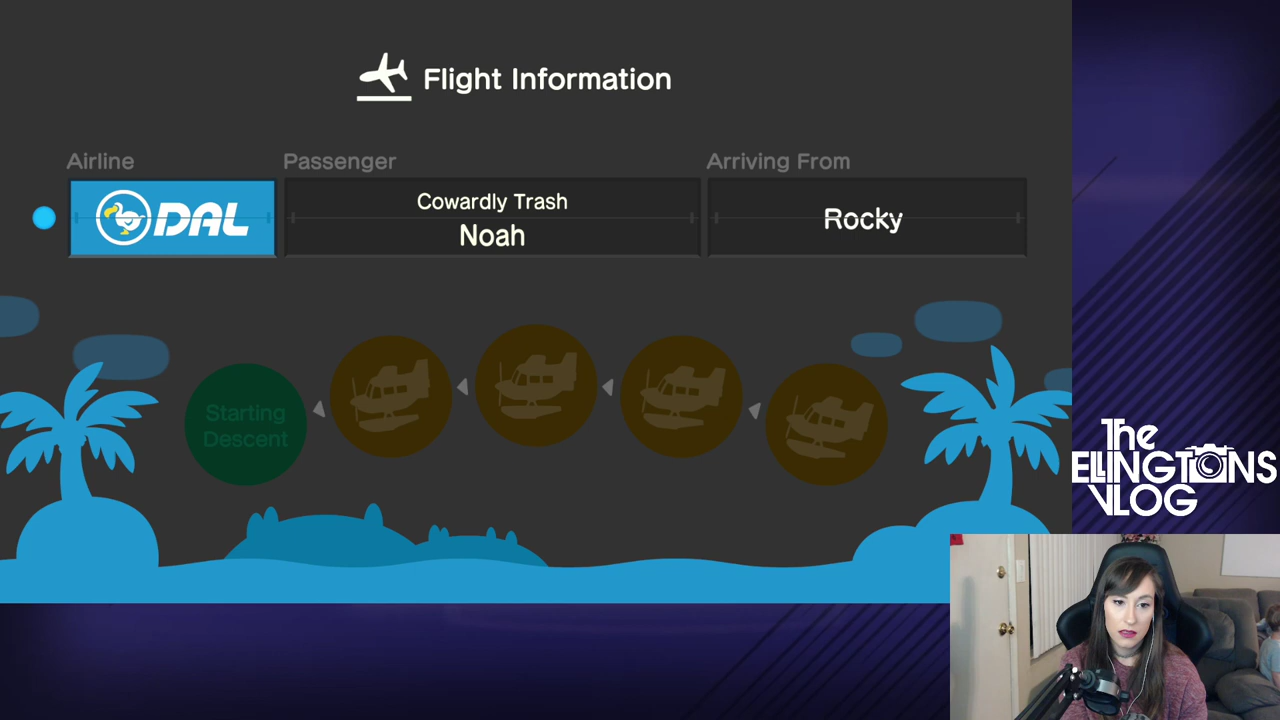 Flight Information
Airline
Passenger
Arriving From
DAL
Cowardly Trash
Noah
Rocky
Starting
Descent
The
ELLINGTONS
VLOG